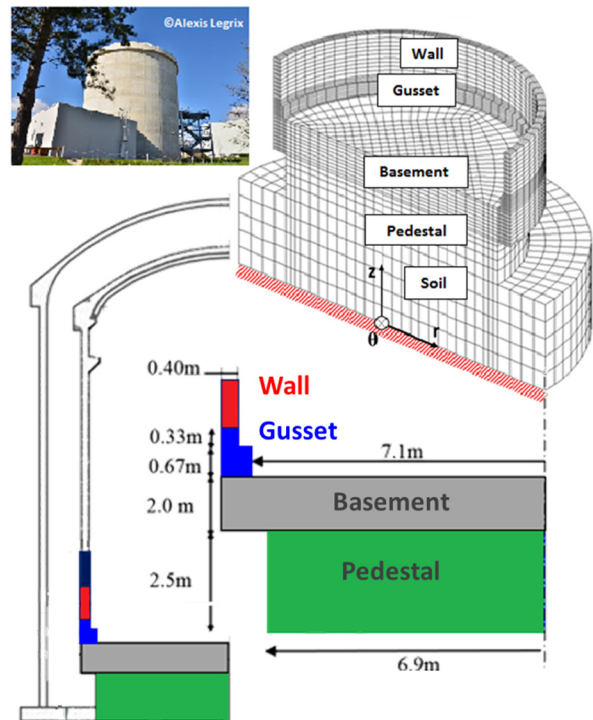 ©Alexis Legrix
Wall
Gusset
Basement
Pedestal
Soil
z
r
θ
0.40m
Wall
Gusset
0.33m
0.67m
7.1m
2.0 m
Basement
2.5m
Pedestal
6.9m